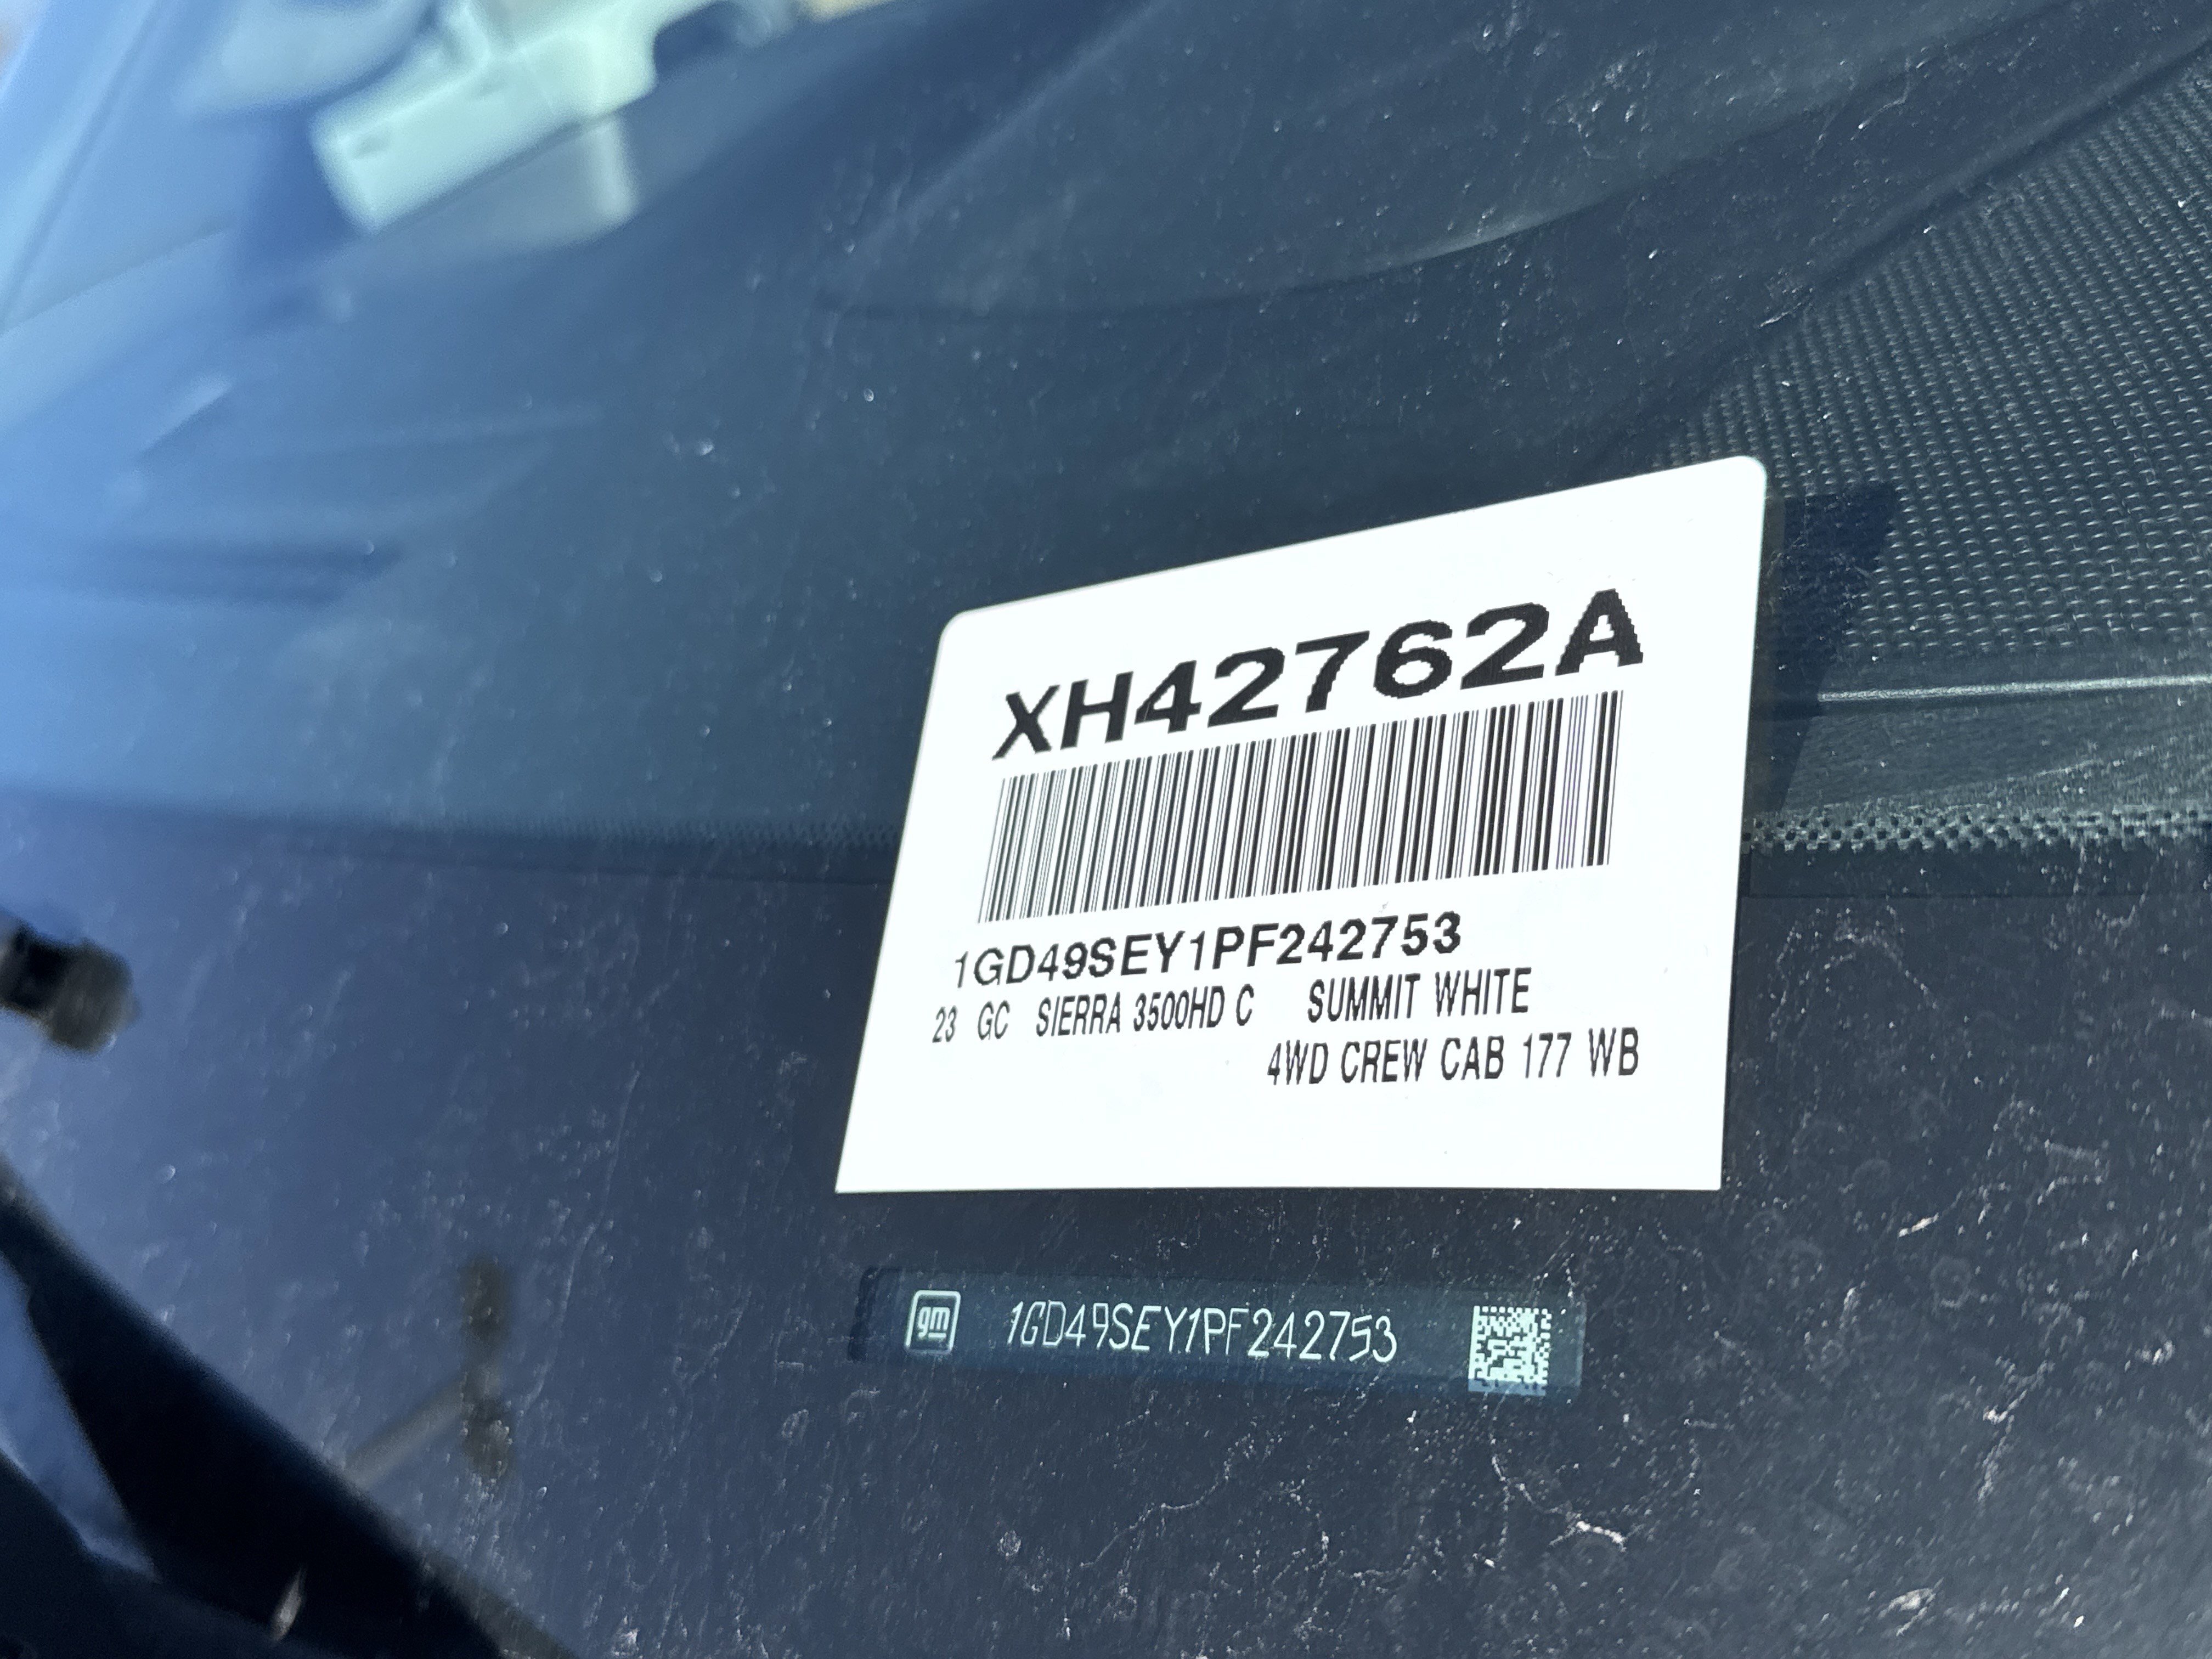 XH42762A
1GD49SEY1PF242753
23 GC SIERRA 3500HD C SUMMIT WHITE
4WD CREW CAB 177 WB
gm 1GD49SEY1PF242753